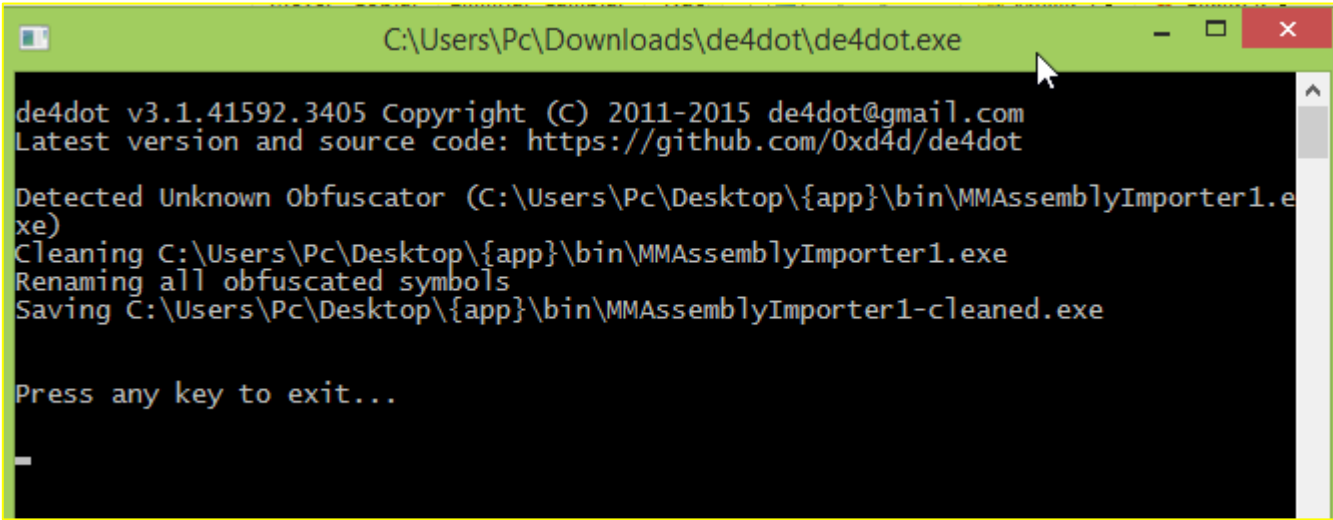 C:\Users\Pc\Downloads\de4dot\de4dot.exe
de4dot v3.1.41592.3405 Copyright (C) 2011-2015 de4dot@gmail.com
Latest version and source code: https://github.com/0xd4d/de4dot
Detected Unknown Obfuscator (C:\Users\Pc\Desktop\{app}\bin\MMAssemblyImporter1.e
xe)
Cleaning C:\Users\Pc\Desktop\{app}\bin\MMAssemblyImporter1.exe
Renaming all obfuscated symbols
Saving C:\Users\Pc\Desktop\{app}\bin\MMAssemblyImporter1-cleaned.exe
Press any key to exit...